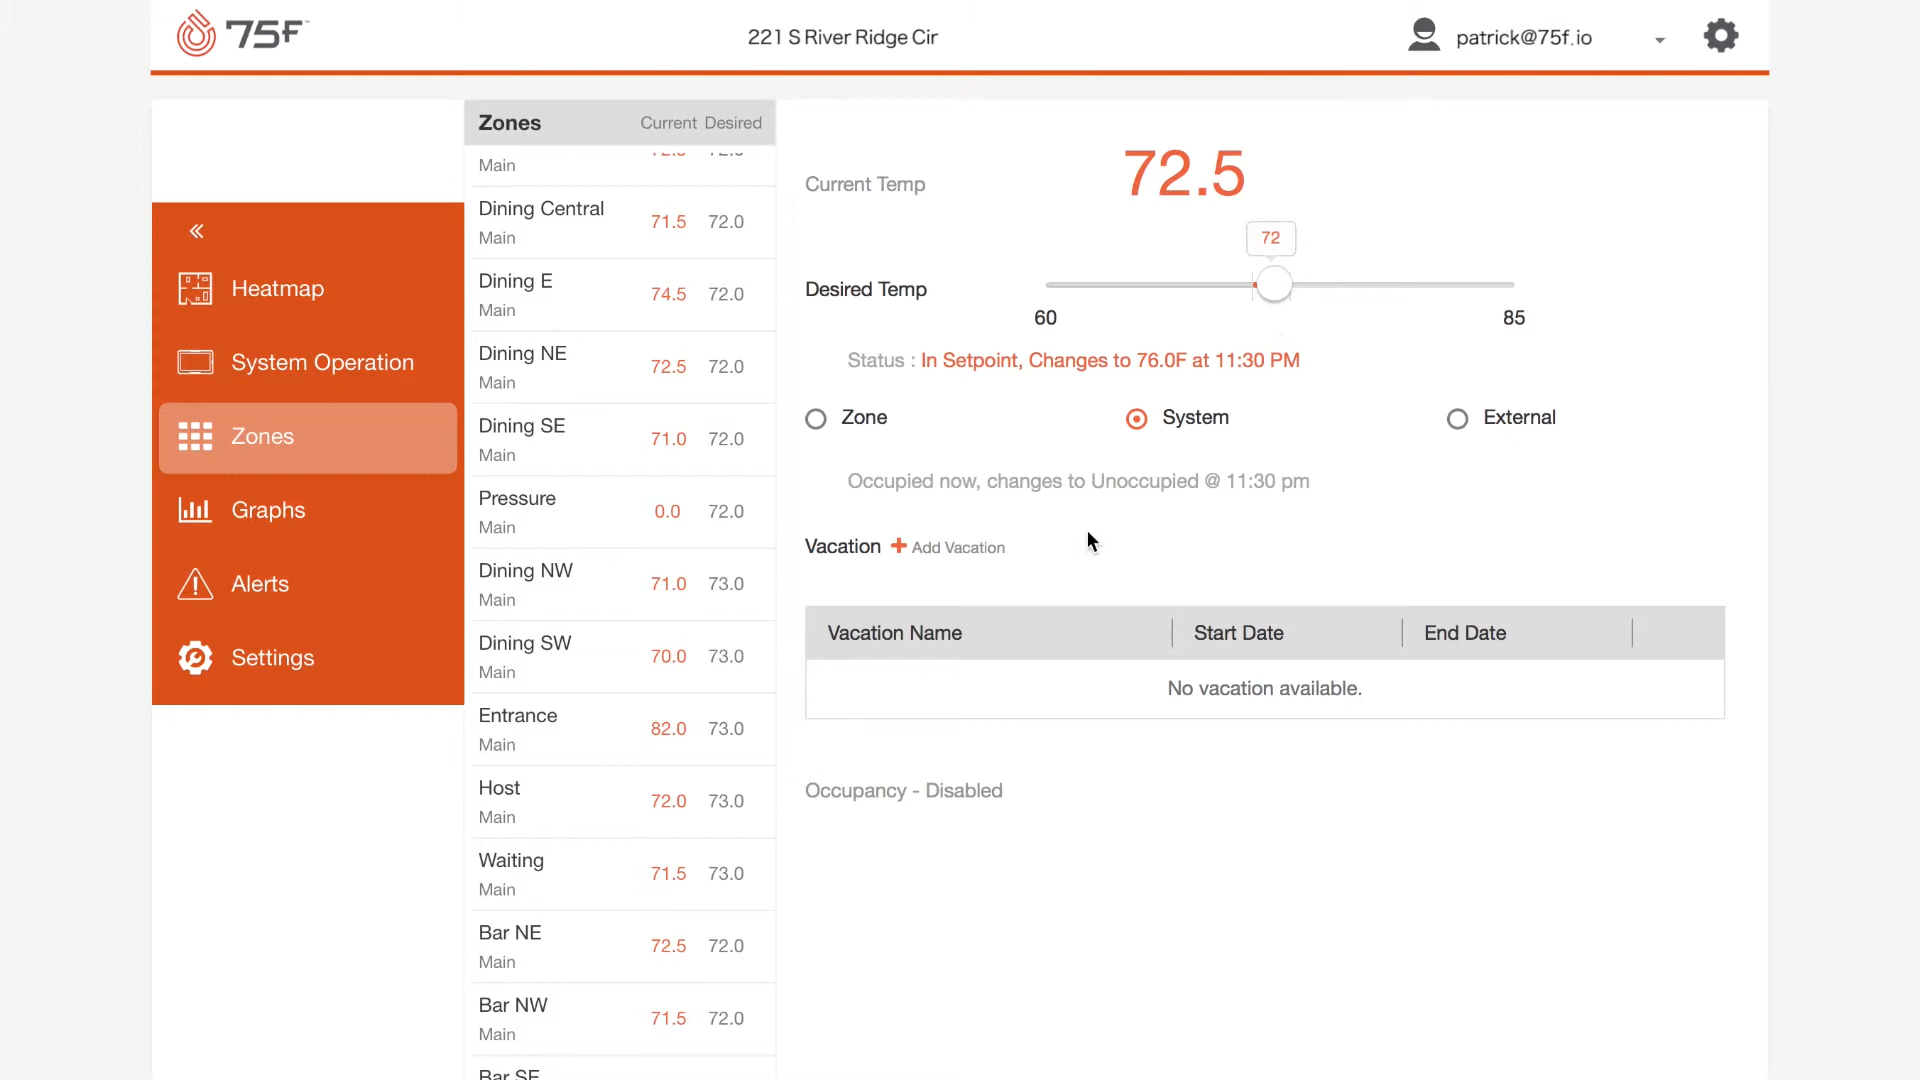 75F™
221 S River Ridge Cir
patrick@75f.io
Heatmap
System Operation
Zones
Graphs
Alerts
Settings
Zones Current Desired
Main
Dining Central 71.5 72.0
Main
Dining E 74.5 72.0
Main
Dining NE 72.5 72.0
Main
Dining SE 71.0 72.0
Main
Pressure 0.0 72.0
Main
Dining NW 71.0 73.0
Main
Dining SW 70.0 73.0
Main
Entrance 82.0 73.0
Main
Host 72.0 73.0
Main
Waiting 71.5 73.0
Main
Bar NE 72.5 72.0
Main
Bar NW 71.5 72.0
Main
Bar SE
Current Temp 72.5
72
Desired Temp
60 85
Status : In Setpoint, Changes to 76.0F at 11:30 PM
Zone System External
Occupied now, changes to Unoccupied @ 11:30 pm
Vacation + Add Vacation
Vacation Name Start Date End Date
No vacation available.
Occupancy - Disabled